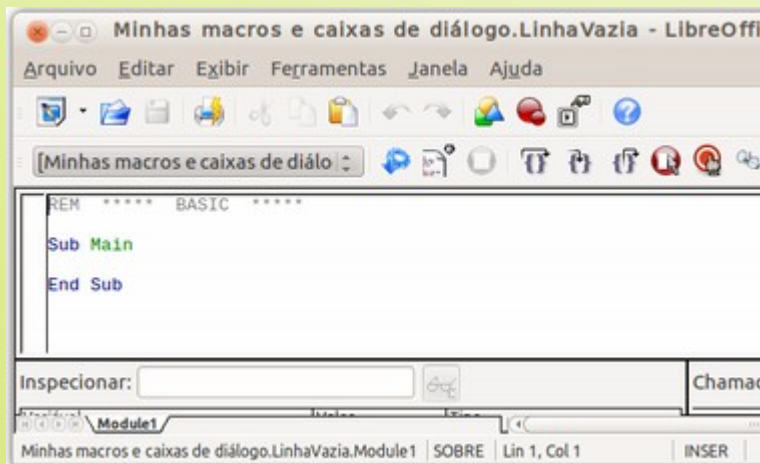 Minhas macros e caixas de diálogo.LinhaVazia - LibreOffi
Arquivo Editar Exibir Ferramentas Janela Ajuda
[Minhas macros e caixas de diálo
REM ***** BASIC *****
Sub Main
End Sub
Inspecionar:
Chamad
Module1
Minhas macros e caixas de diálogo.LinhaVazia.Module1 SOBRE Lin 1, Col 1 INSER